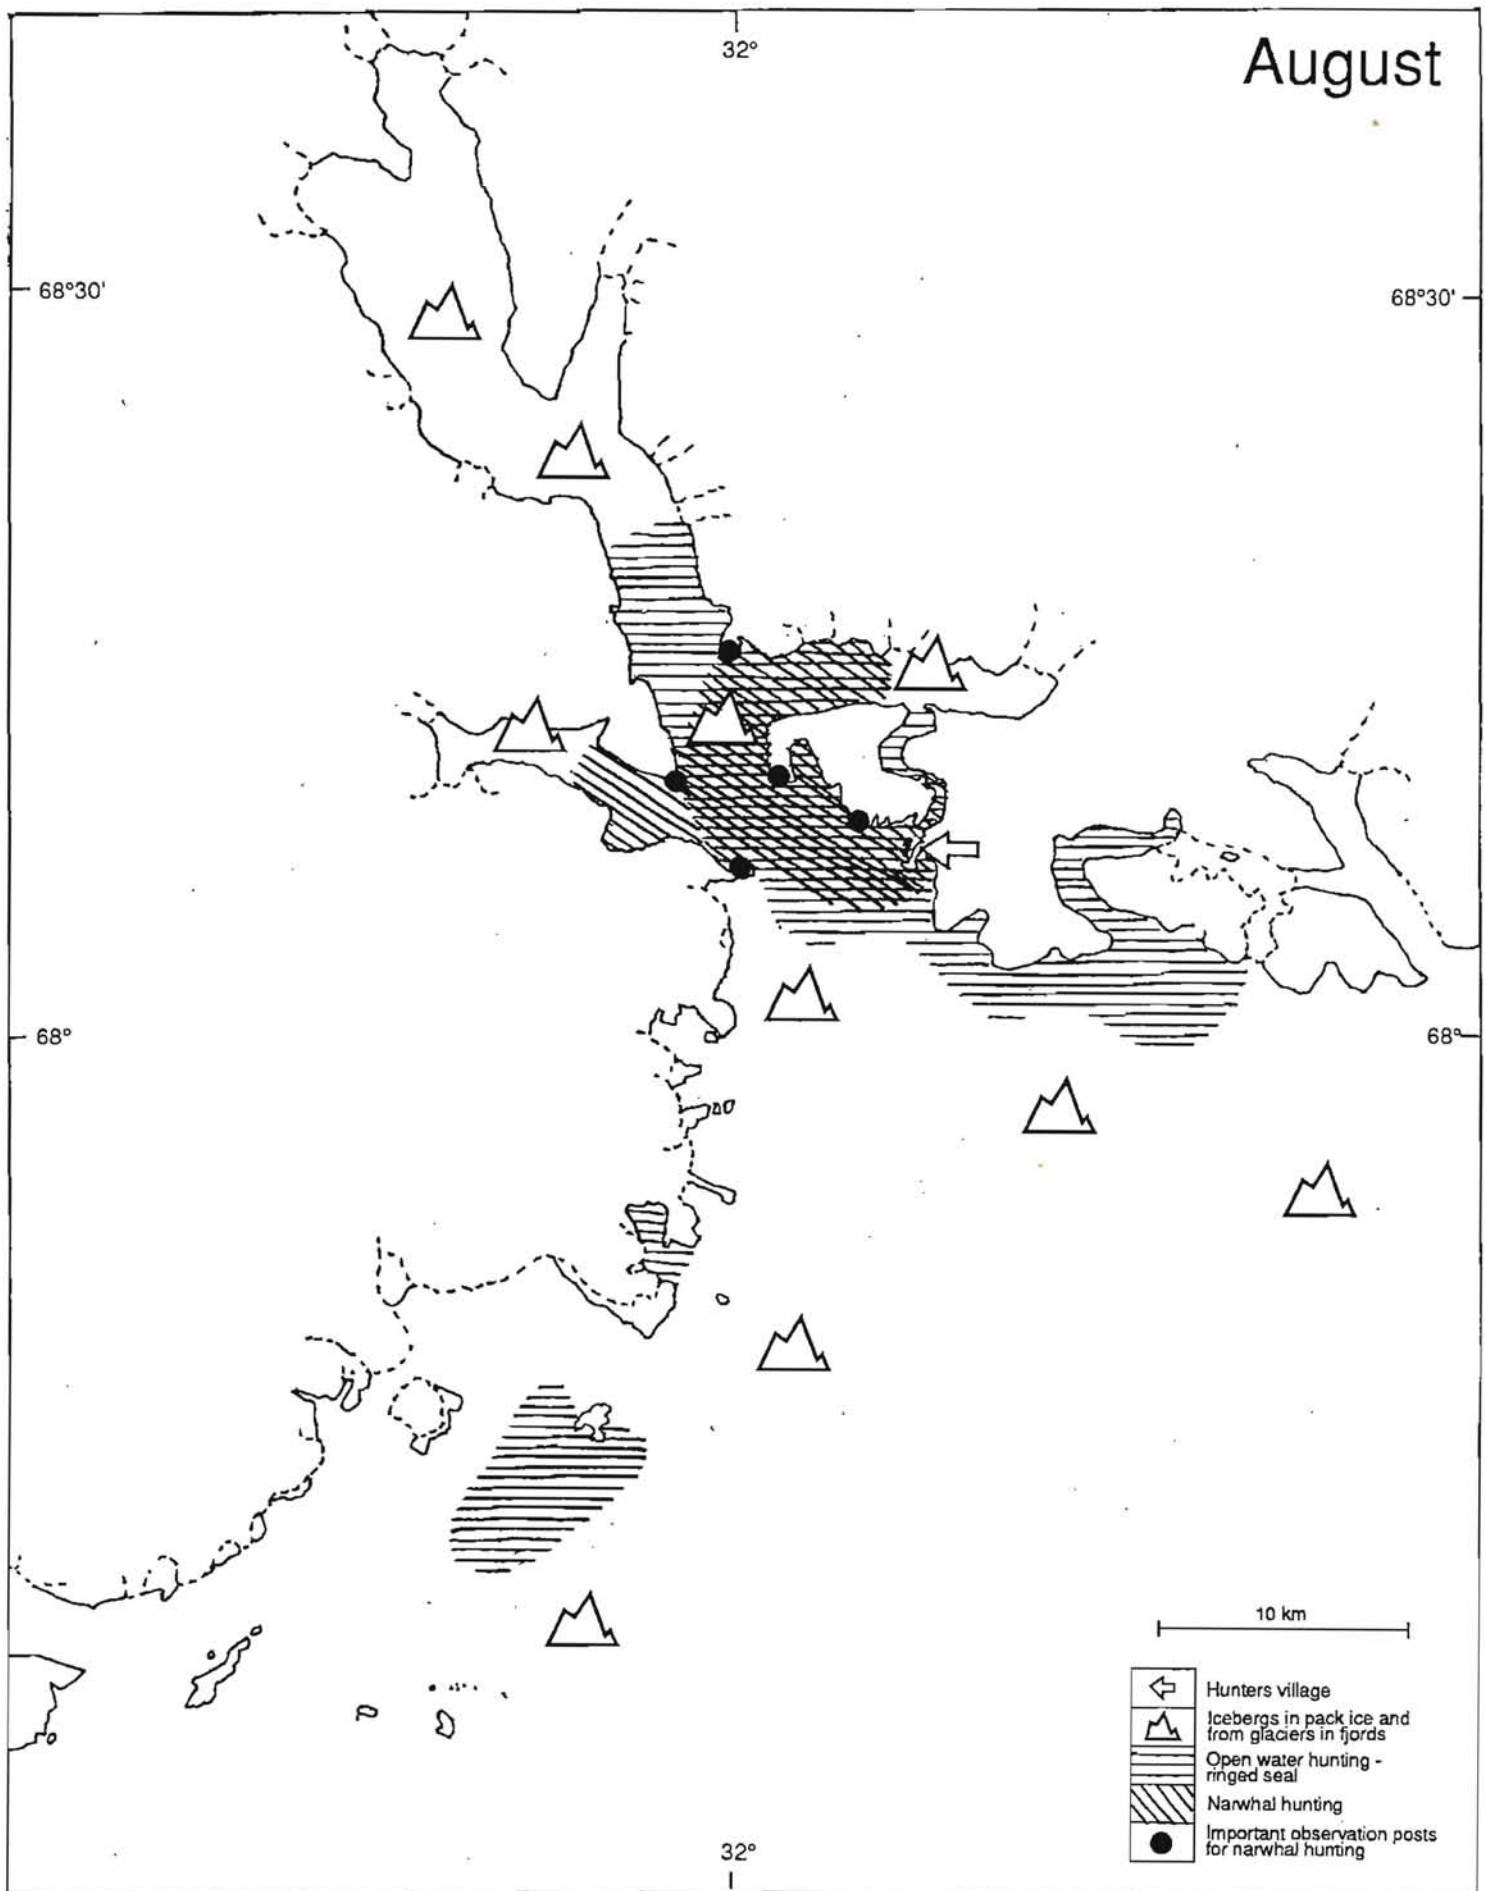 32°
August
68°30'
68°30'
68°
68°
10 km
Hunters village
Icebergs in pack ice and
from glaciers in fjords
Open water hunting -
ringed seal
Narwhal hunting
Important observation posts
for narwhal hunting
32°